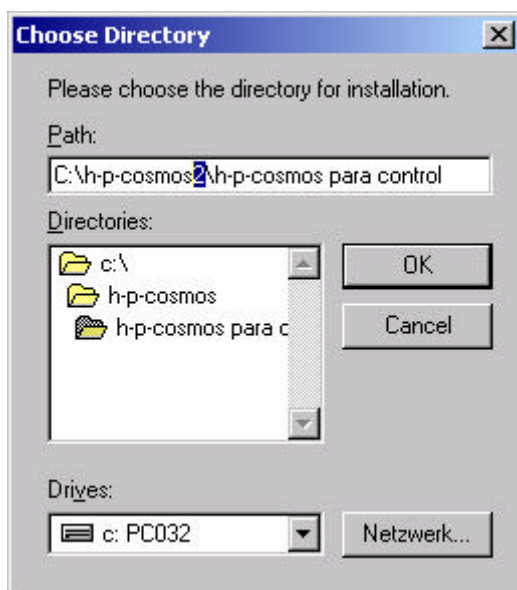 Choose Directory
Please choose the directory for installation.
Path:
C:\h-p-cosmos2\h-p-cosmos para control
Directories:
c:\
h-p-cosmos
h-p-cosmos para c
OK
Cancel
Drives:
c: PC032
Netzwerk...